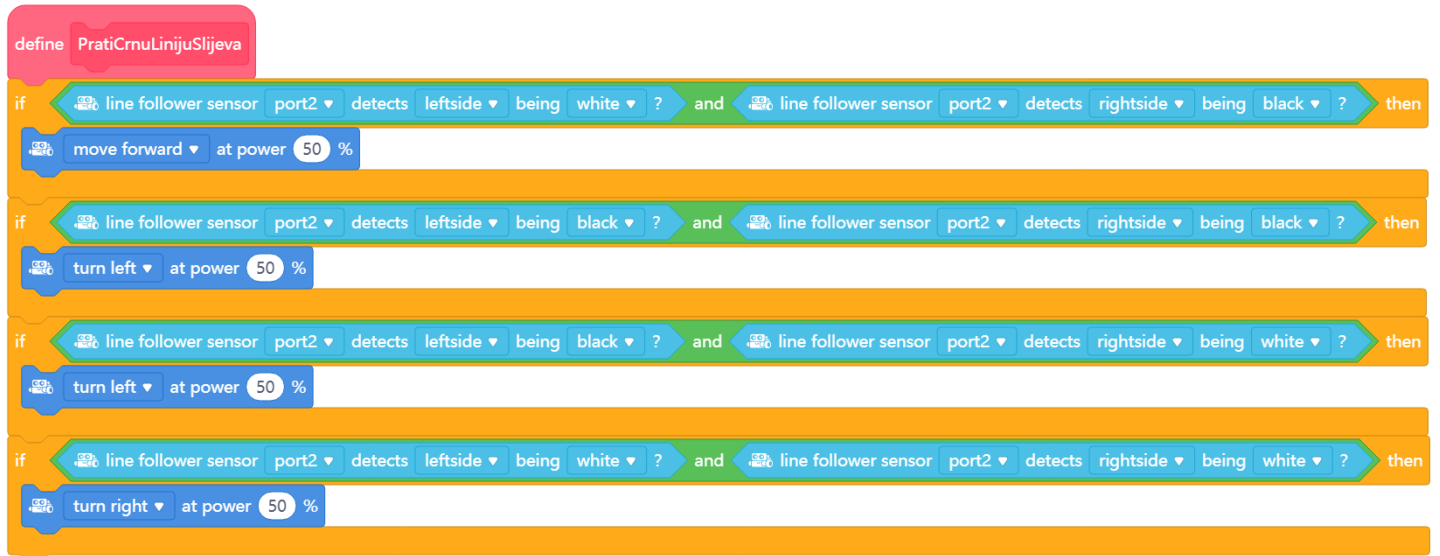 define PratiCrnuLinijuSlijeva
if line follower sensor port2 detects leftside being white ? and line follower sensor port2 detects rightside being black ? then
move forward at power 50 %
if line follower sensor port2 detects leftside being black ? and line follower sensor port2 detects rightside being black ? then
turn left at power 50 %
if line follower sensor port2 detects leftside being black ? and line follower sensor port2 detects rightside being white ? then
turn left at power 50 %
if line follower sensor port2 detects leftside being white ? and line follower sensor port2 detects rightside being white ? then
turn right at power 50 %